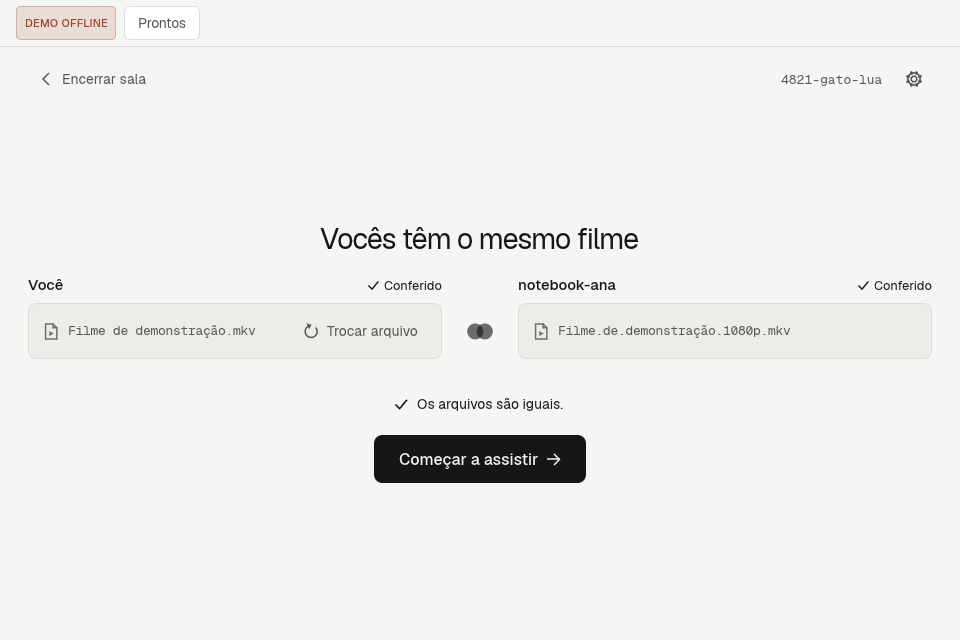 DEMO OFFLINE
Prontos
Encerrar sala
4821-gato-lua
Vocês têm o mesmo filme
Você
Conferido
notebook-ana
Conferido
Filme de demonstração.mkv
Trocar arquivo
Filme.de.demonstração.1080p.mkv
Os arquivos são iguais.
Começar a assistir